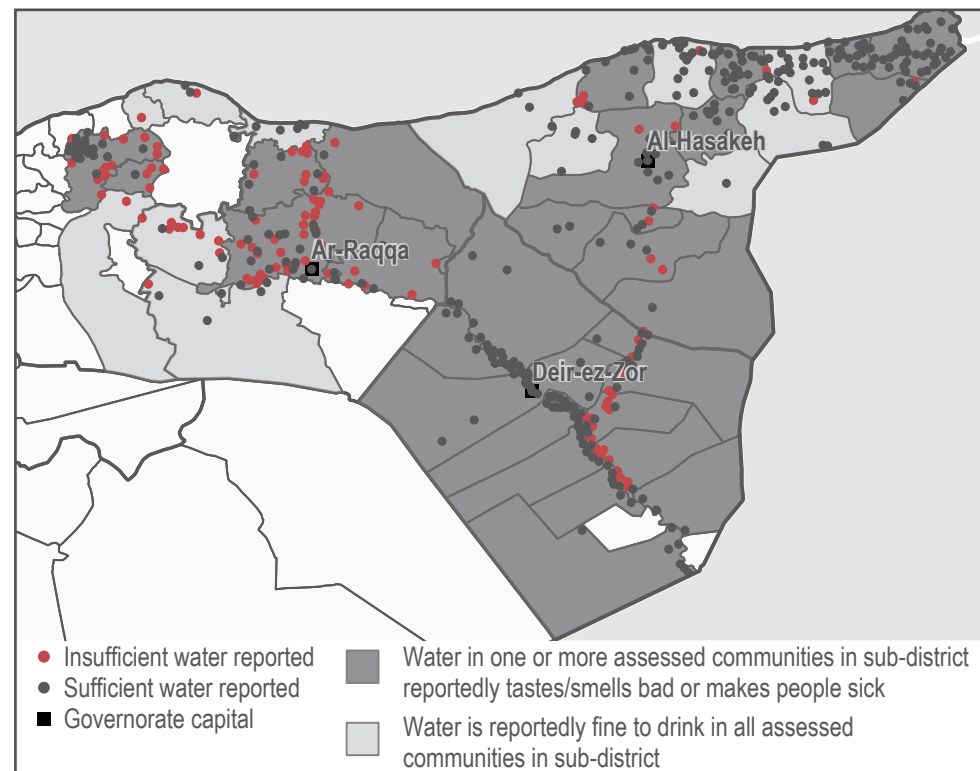 Al-Hasakeh
Ar-Raqqa
Deir-ez-Zor
Insufficient water reported
Sufficient water reported
Governorate capital
Water in one or more assessed communities in sub-district
reportedly tastes/smells bad or makes people sick
Water is reportedly fine to drink in all assessed
communities in sub-district